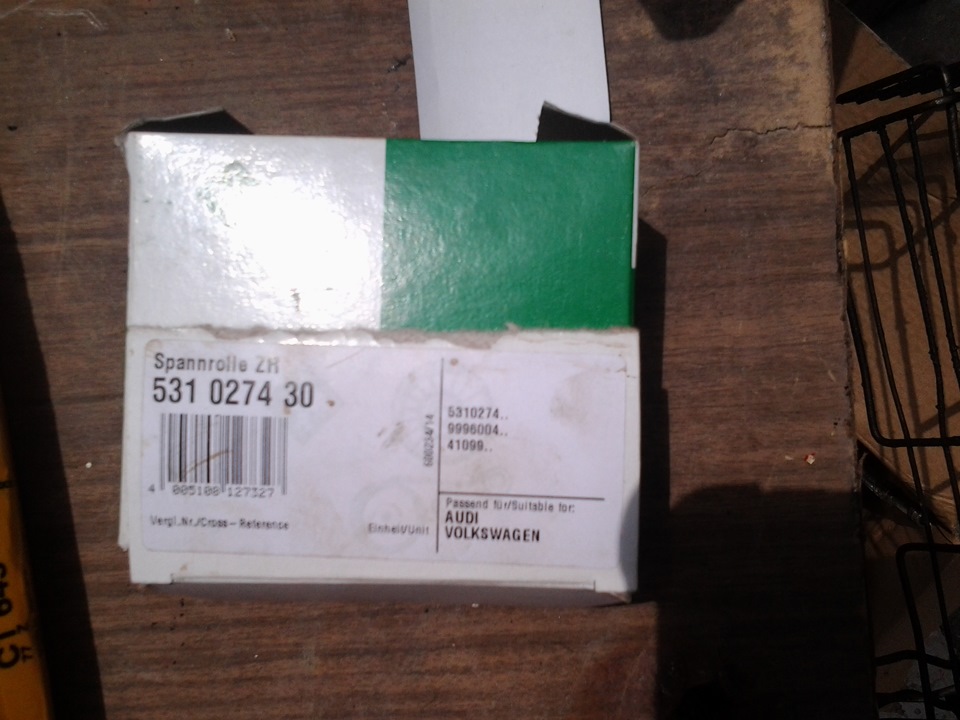 Spannrolle ZR
531 0274 30
4 005108 127327
Vergl.Nr./Cross-Reference
Einheit/Unit
5310274..
9996004..
41099..
Passend für/Suitable for:
AUDI
VOLKSWAGEN